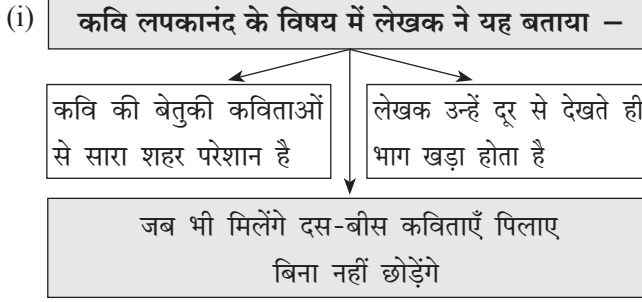 (i)
कवि लपकानंद के विषय में लेखक ने यह बताया –
कवि की बेतुकी कविताओं
से सारा शहर परेशान है
लेखक उन्हें दूर से देखते ही
भाग खड़ा होता है
जब भी मिलेंगे दस-बीस कविताएँ पिलाए
बिना नहीं छोड़ेंगे